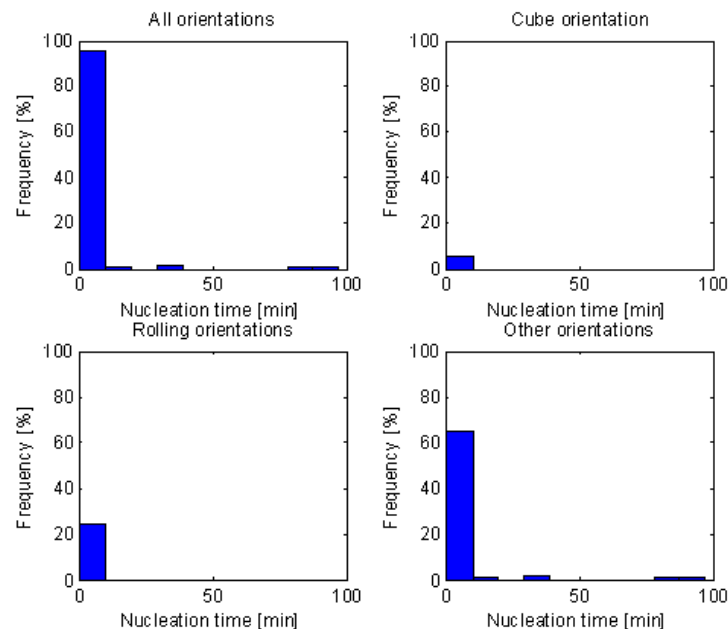 All orientations
100
80
60
40
20
0
Frequency [%]
0 50 100
Nucleation time [min]
Cube orientation
100
80
60
40
20
0
Frequency [%]
0 50 100
Nucleation time [min]
Rolling orientations
100
80
60
40
20
0
Frequency [%]
0 50 100
Nucleation time [min]
Other orientations
100
80
60
40
20
0
Frequency [%]
0 50 100
Nucleation time [min]